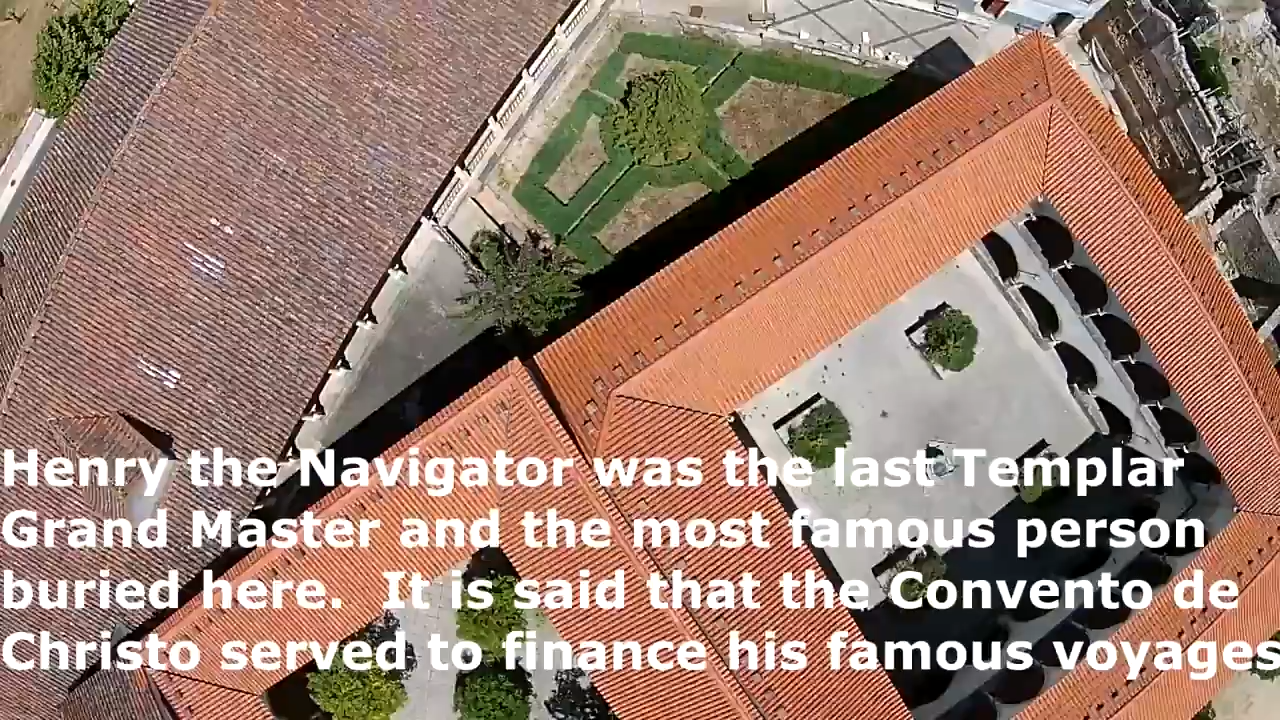 Henry the Navigator was the last Templar
Grand Master and the most famous person
buried here.  It is said that the Convento de
Christo served to finance his famous voyages